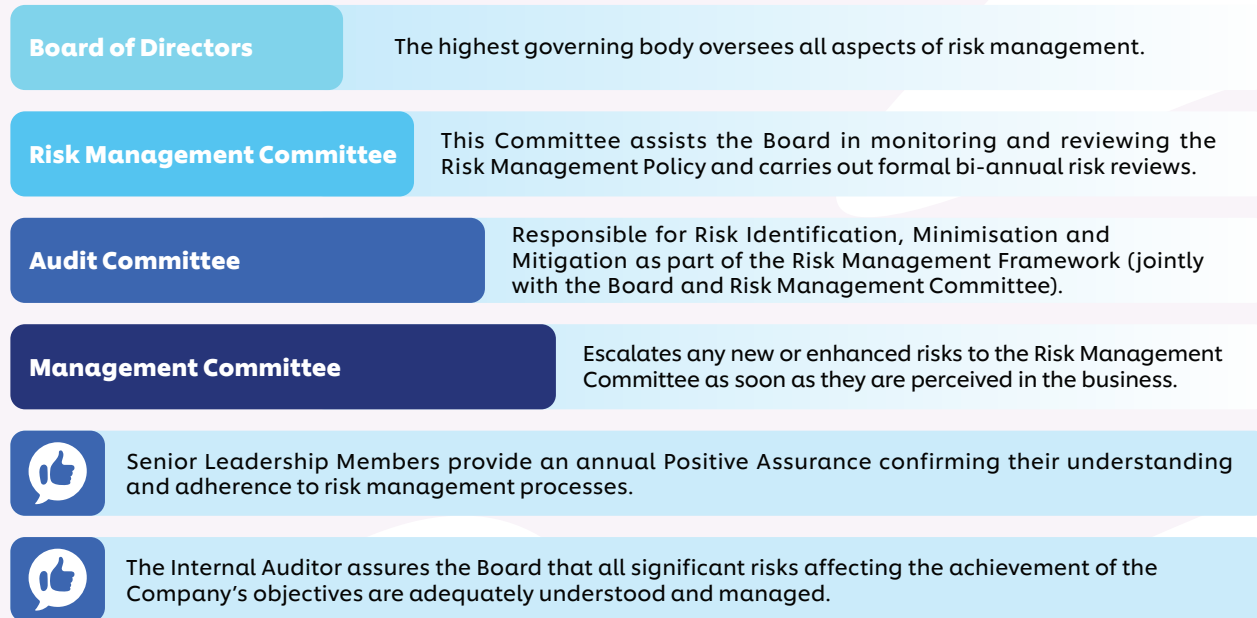 Board of Directors
The highest governing body oversees all aspects of risk management.
Risk Management Committee
This Committee assists the Board in monitoring and reviewing the
Risk Management Policy and carries out formal bi-annual risk reviews.
Audit Committee
Responsible for Risk Identification, Minimisation and
Mitigation as part of the Risk Management Framework (jointly
with the Board and Risk Management Committee).
Management Committee
Escalates any new or enhanced risks to the Risk Management
Committee as soon as they are perceived in the business.
Senior Leadership Members provide an annual Positive Assurance confirming their understanding
and adherence to risk management processes.
The Internal Auditor assures the Board that all significant risks affecting the achievement of the
Company's objectives are adequately understood and managed.